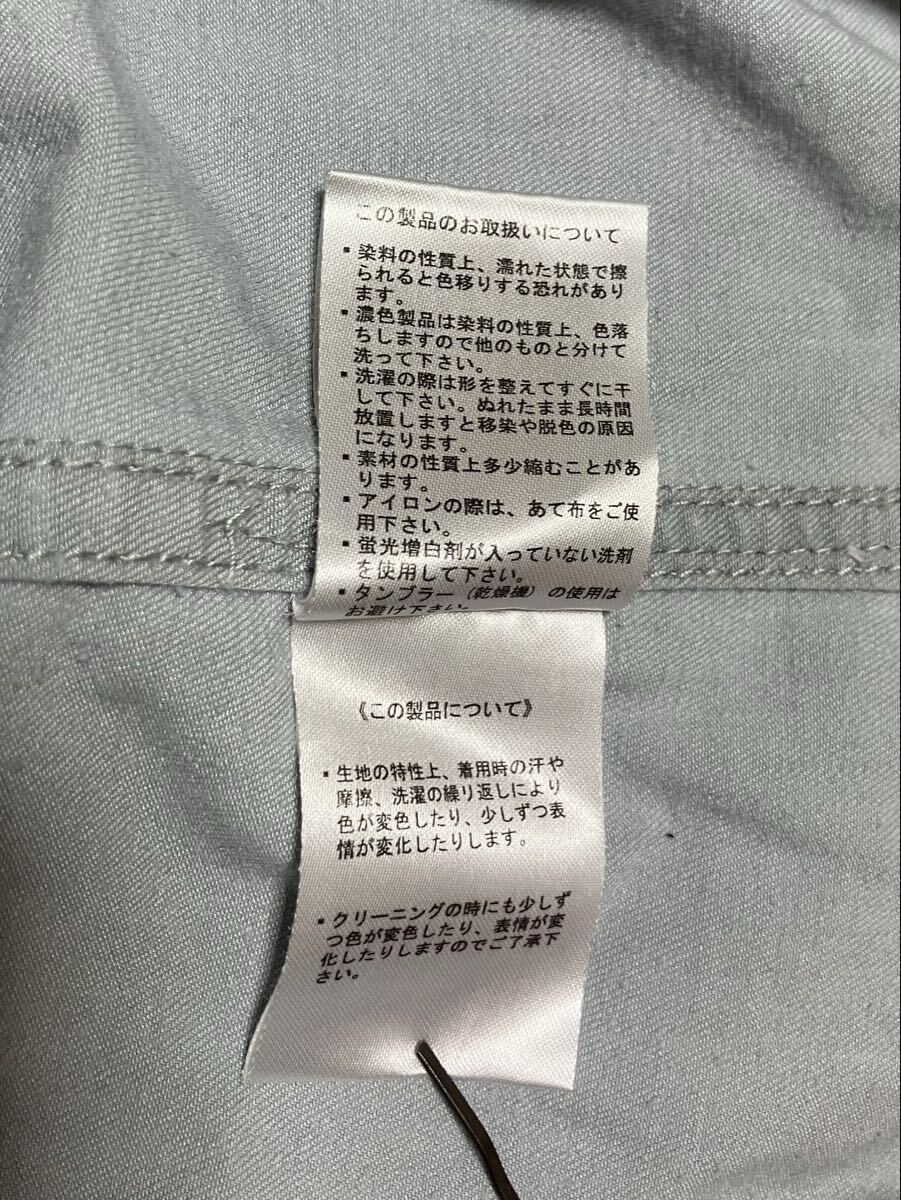 この製品のお取扱いについて
▪染料の性質上、濡れた状態で擦
られると色移りする恐れがあり
ます。
▪濃色製品は染料の性質上、色落
ちしますので他のものと分けて
洗って下さい。
▪洗濯の際は形を整えてすぐに干
して下さい。ぬれたまま長時間
放置しますと移染や脱色の原因
になります。
▪素材の性質上多少縮むことがあ
ります。
▪アイロンの際は、あて布をご使
用下さい。
▪蛍光増白剤が入っていない洗剤
を使用して下さい。
▪タンブラー（乾燥機）の使用は
お避け下さい。
《この製品について》
▪生地の特性上、着用時の汗や
摩擦、洗濯の繰り返しにより
色が変色したり、少しずつ表
情が変化したりします。
▪クリーニングの時にも少しず
つ色が変色したり、表情が変
化したりしますのでご了承下
さい。